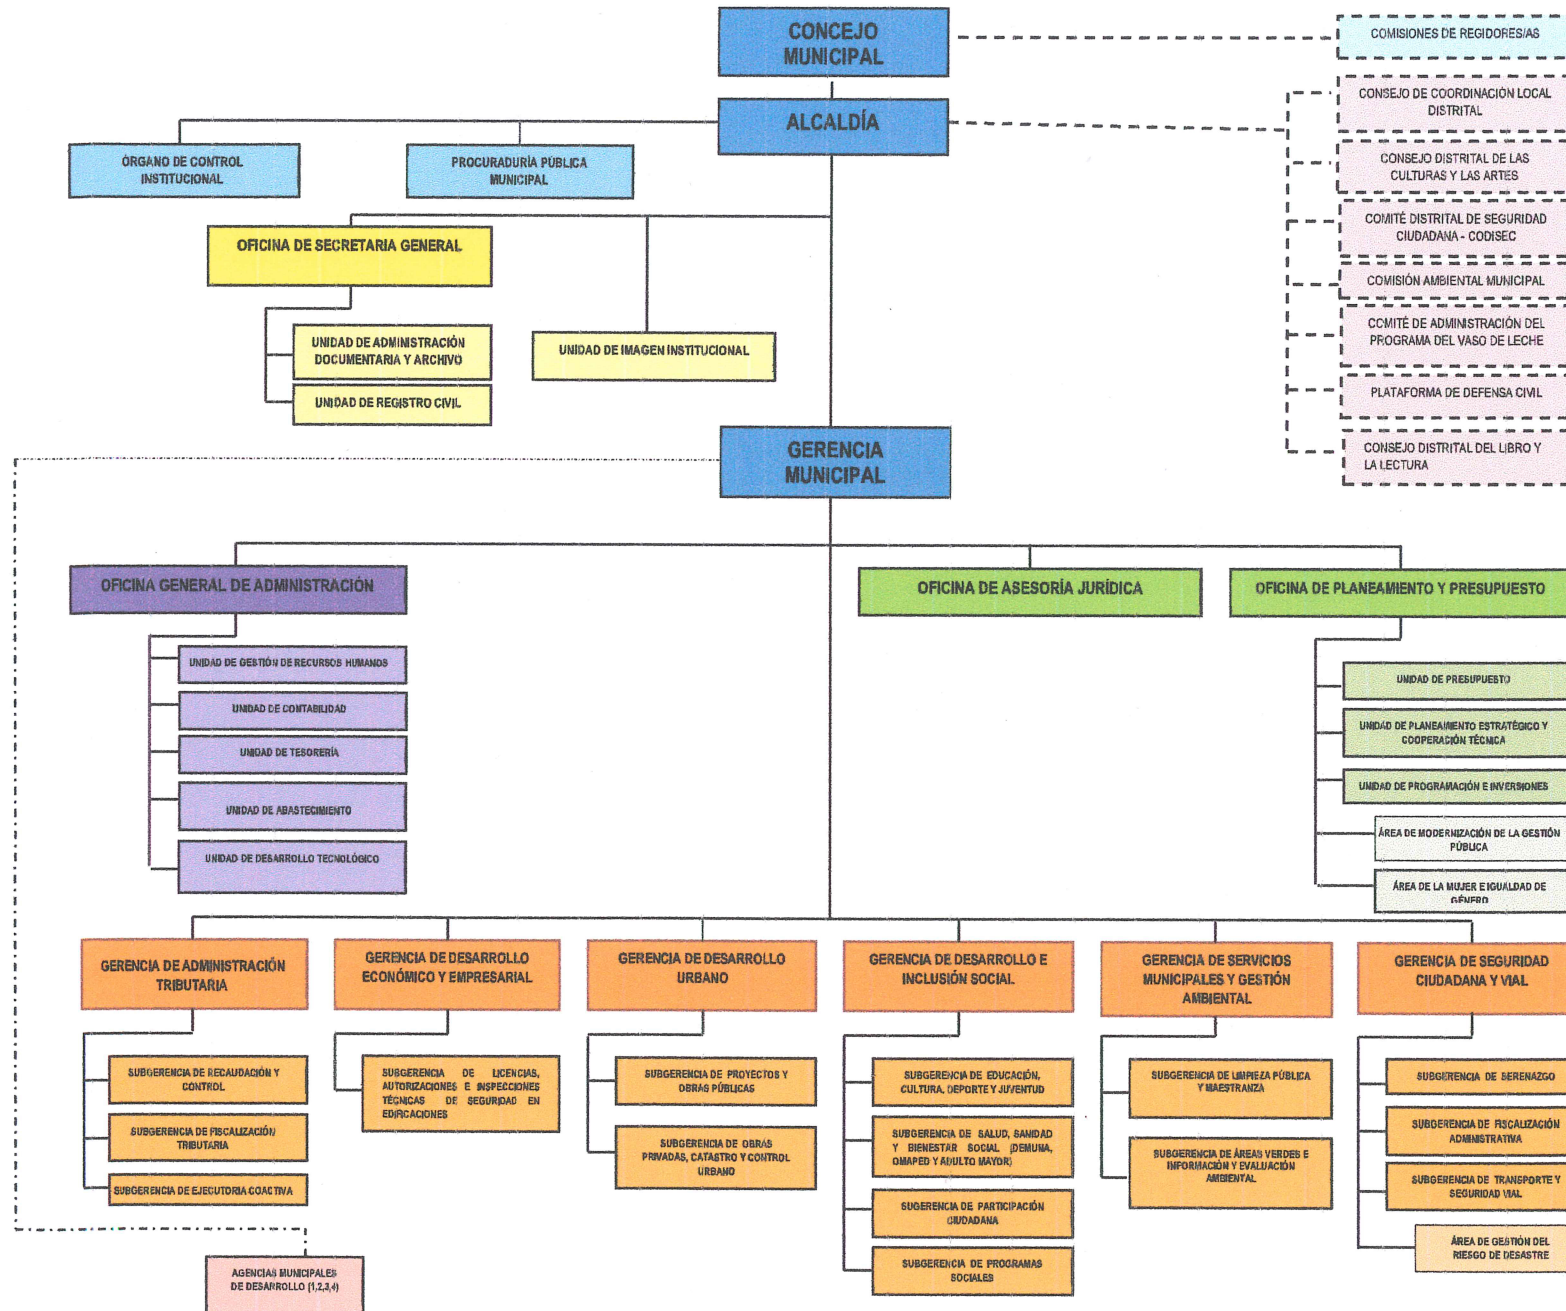 CONCEJO
MUNICIPAL
COMISIONES DE REGIDORES/AS
ALCALDÍA
CONSEJO DE COORDINACIÓN LOCAL
DISTRITAL
CONSEJO DISTRITAL DE LAS
CULTURAS Y LAS ARTES
COMITÉ DISTRITAL DE SEGURIDAD
CIUDADANA - CODISEC
COMISIÓN AMBIENTAL MUNICIPAL
COMITÉ DE ADMINISTRACIÓN DEL
PROGRAMA DEL VASO DE LECHE
PLATAFORMA DE DEFENSA CIVIL
CONSEJO DISTRITAL DEL LIBRO Y
LA LECTURA
ÓRGANO DE CONTROL
INSTITUCIONAL
PROCURADURÍA PÚBLICA
MUNICIPAL
OFICINA DE SECRETARIA GENERAL
UNIDAD DE ADMINISTRACIÓN
DOCUMENTARIA Y ARCHIVO
UNIDAD DE REGISTRO CIVIL
UNIDAD DE IMAGEN INSTITUCIONAL
GERENCIA
MUNICIPAL
OFICINA GENERAL DE ADMINISTRACIÓN
UNIDAD DE GESTIÓN DE RECURSOS HUMANOS
UNIDAD DE CONTABILIDAD
UNIDAD DE TESORERÍA
UNIDAD DE ABASTECIMIENTO
UNIDAD DE DESARROLLO TECNOLÓGICO
OFICINA DE ASESORÍA JURÍDICA
OFICINA DE PLANEAMIENTO Y PRESUPUESTO
UNIDAD DE PRESUPUESTO
UNIDAD DE PLANEAMIENTO ESTRATÉGICO Y
COOPERACIÓN TÉCNICA
UNIDAD DE PROGRAMACIÓN E INVERSIONES
ÁREA DE MODERNIZACIÓN DE LA GESTIÓN
PÚBLICA
ÁREA DE LA MUJER E IGUALDAD DE
GÉNERO
GERENCIA DE ADMINISTRACIÓN
TRIBUTARIA
SUBGERENCIA DE RECAUDACIÓN Y
CONTROL
SUBGERENCIA DE FISCALIZACIÓN
TRIBUTARIA
SUBGERENCIA DE EJECUTORIA COACTIVA
GERENCIA DE DESARROLLO
ECONÓMICO Y EMPRESARIAL
SUBGERENCIA DE LICENCIAS,
AUTORIZACIONES E INSPECCIONES
TÉCNICAS DE SEGURIDAD EN
EDIFICACIONES
GERENCIA DE DESARROLLO
URBANO
SUBGERENCIA DE PROYECTOS Y
OBRAS PÚBLICAS
SUBGERENCIA DE OBRAS
PRIVADAS, CATASTRO Y CONTROL
URBANO
GERENCIA DE DESARROLLO E
INCLUSIÓN SOCIAL
SUBGERENCIA DE EDUCACIÓN,
CULTURA, DEPORTE Y JUVENTUD
SUBGERENCIA DE SALUD, SANIDAD
Y BIENESTAR SOCIAL (DEMUNA,
OMAPED Y ADULTO MAYOR)
SUGERENCIA DE PARTICIPACIÓN
CIUDADANA
SUBGERENCIA DE PROGRAMAS
SOCIALES
GERENCIA DE SERVICIOS
MUNICIPALES Y GESTIÓN
AMBIENTAL
SUBGERENCIA DE LIMPIEZA PÚBLICA
Y MAESTRANZA
SUBGERENCIA DE ÁREAS VERDES E
INFORMACIÓN Y EVALUACIÓN
AMBIENTAL
GERENCIA DE SEGURIDAD
CIUDADANA Y VIAL
SUBGERENCIA DE SERENAZGO
SUBGERENCIA DE FISCALIZACIÓN
ADMINISTRATIVA
SUBGERENCIA DE TRANSPORTE Y
SEGURIDAD VIAL
ÁREA DE GESTIÓN DEL
RIESGO DE DESASTRE
AGENCIAS MUNICIPALES
DE DESARROLLO (1,2,3,4)